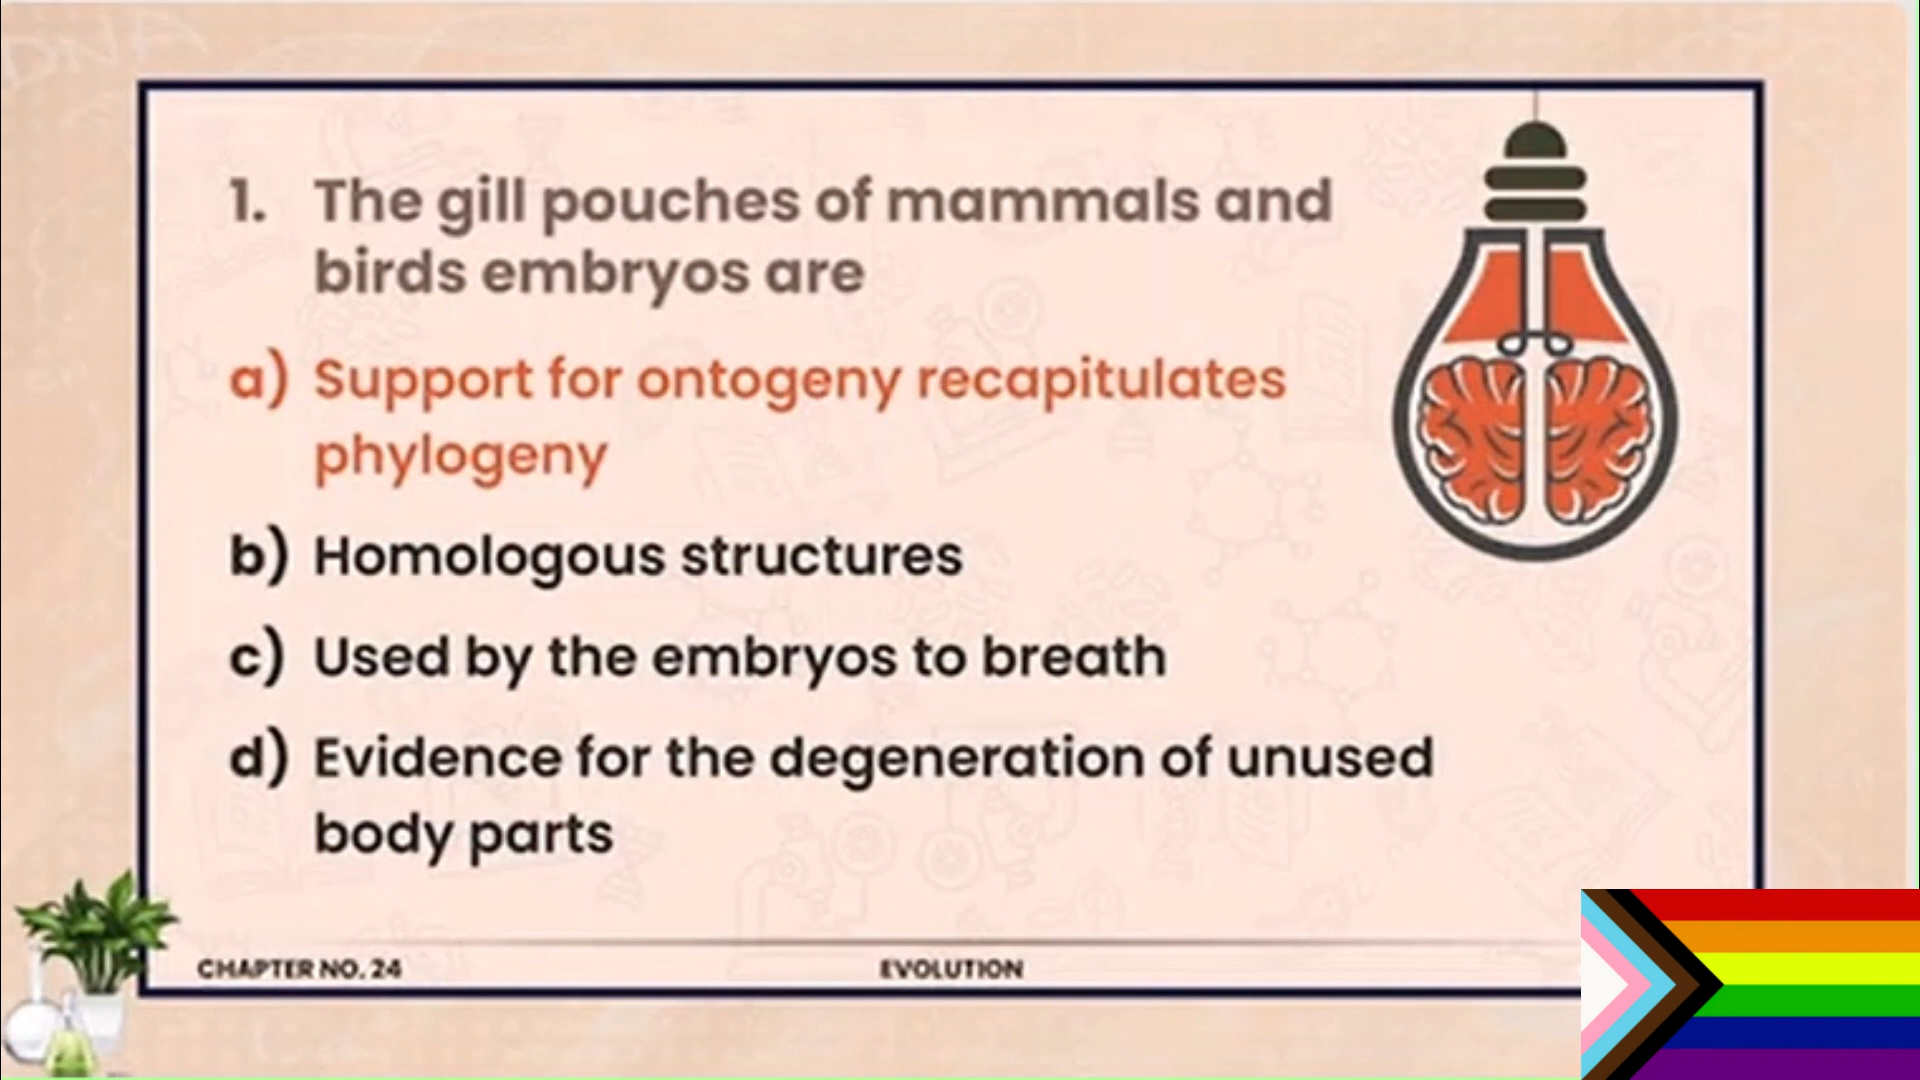 1. The gill pouches of mammals and
birds embryos are
a) Support for ontogeny recapitulates
phylogeny
b) Homologous structures
c) Used by the embryos to breath
d) Evidence for the degeneration of unused
body parts
CHAPTER NO. 24
EVOLUTION
DNA